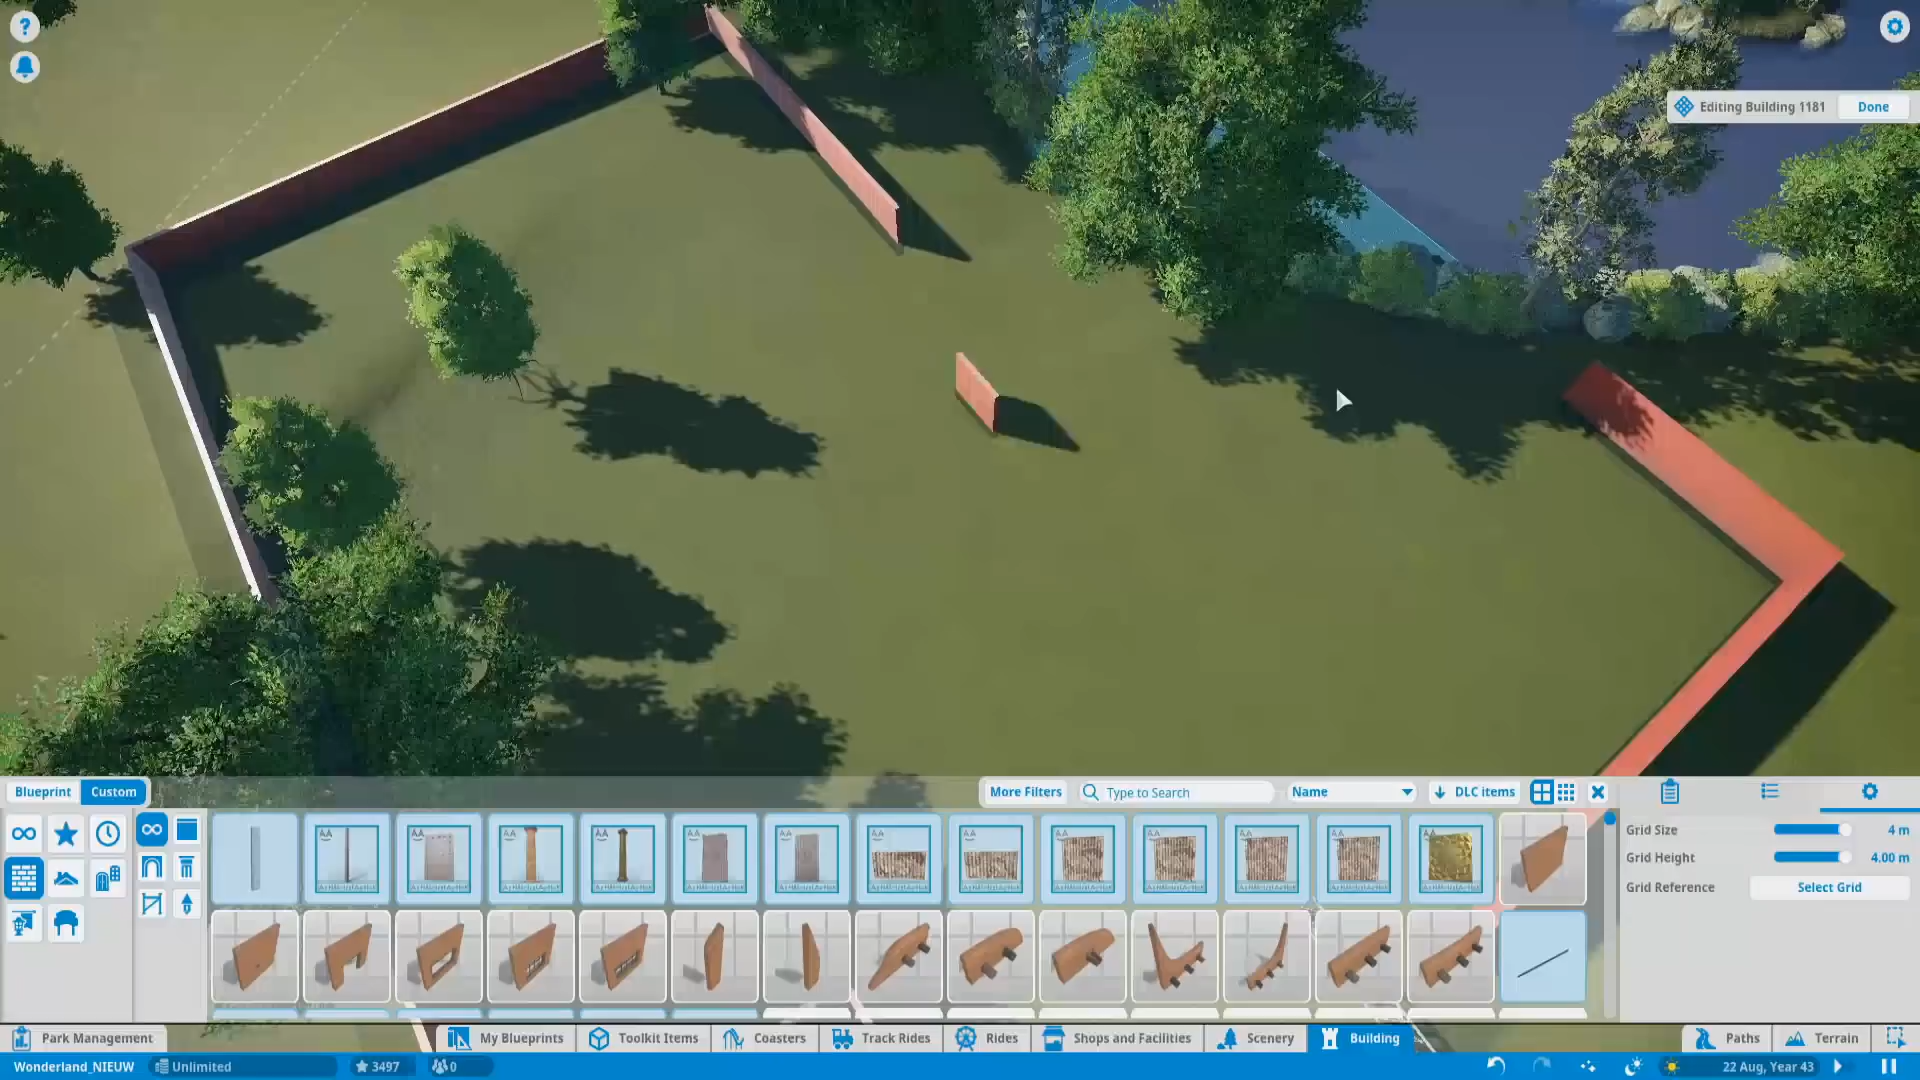 ?
Editing Building 1181 Done
Blueprint Custom
More Filters Type to Search Name DLC items
Grid Size 4 m
Grid Height 4.00 m
Grid Reference Select Grid
Park Management My Blueprints Toolkit Items Coasters Track Rides Rides Shops and Facilities Scenery Building Paths Terrain
Wonderland_NIEUW Unlimited 3497 0 22 Aug, Year 43